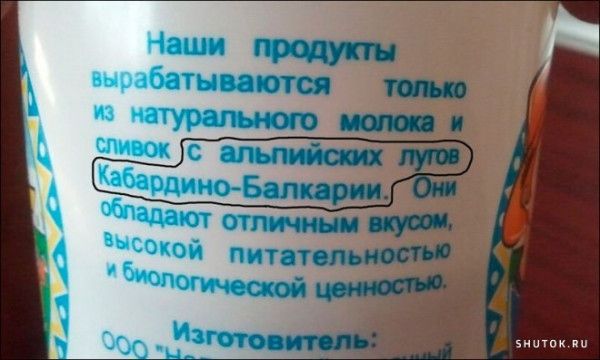 Наши продукты
вырабатываются только
из натурального молока и
сливок с альпийских лугов
Кабардино-Балкарии. Они
обладают отличным вкусом,
высокой питательностью
и биологической ценностью.
Изготовитель:
ООО
SHUTOK.RU